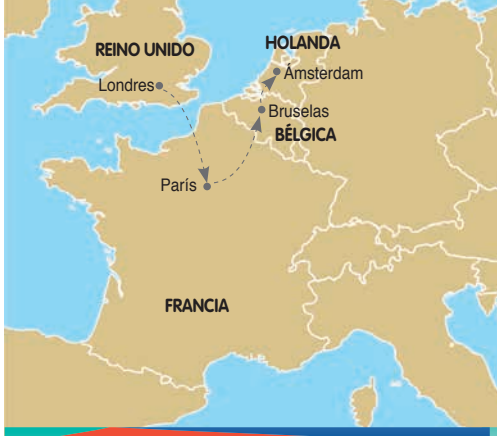 REINO UNIDO
HOLANDA
Londres
Ámsterdam
Bruselas
BÉLGICA
París
FRANCIA